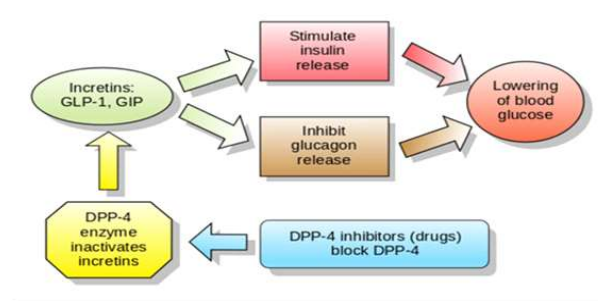 Stimulate
insulin
release
Incretins:
GLP-1, GIP
Lowering
of blood
glucose
Inhibit
glucagon
release
DPP-4
enzyme
inactivates
incretins
DPP-4 inhibitors (drugs)
block DPP-4